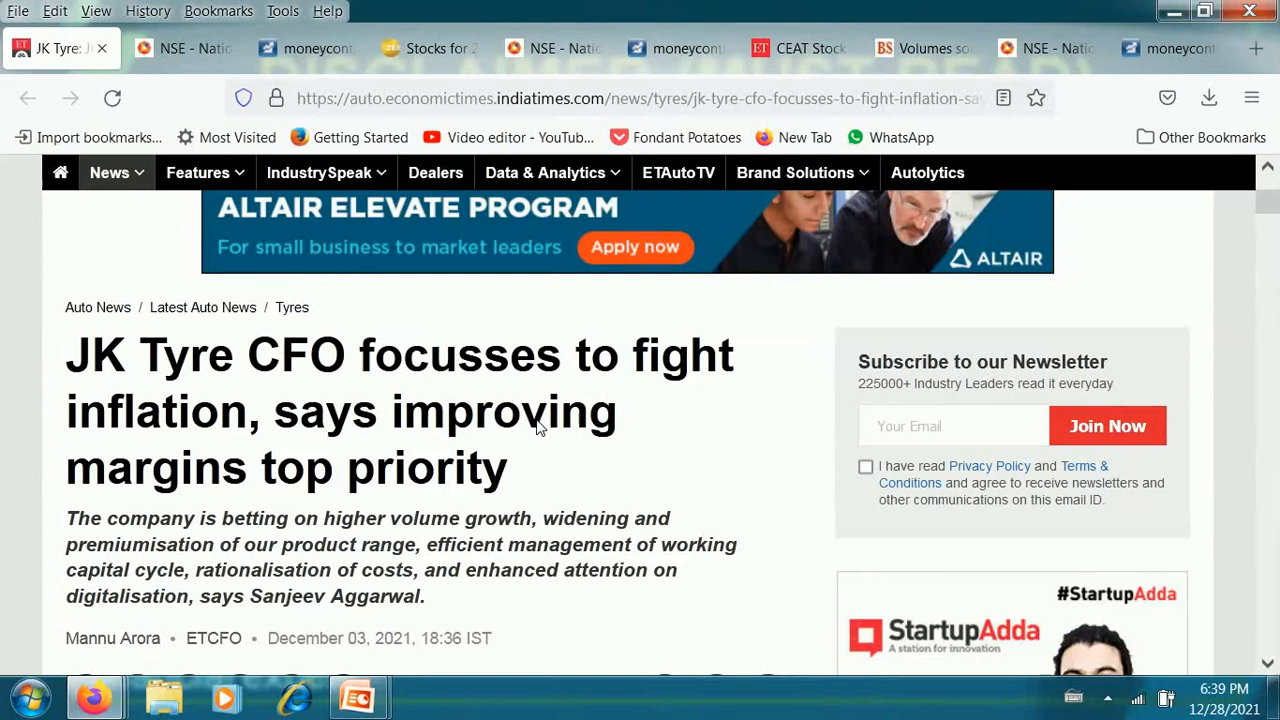 File Edit View History Bookmarks Tools Help
JK Tyre: J
NSE - Natio
moneycont
Stocks for 2
NSE - Natio
moneycont
CEAT Stock
Volumes so
NSE - Natio
moneycont
https://auto.economictimes.indiatimes.com/news/tyres/jk-tyre-cfo-focusses-to-fight-inflation-say
Import bookmarks... Most Visited Getting Started Video editor - YouTub... Fondant Potatoes New Tab WhatsApp Other Bookmarks
News Features IndustrySpeak Dealers Data & Analytics ETAutoTV Brand Solutions Autolytics
ALTAIR ELEVATE PROGRAM
For small business to market leaders Apply now
ALTAIR
Auto News / Latest Auto News / Tyres
JK Tyre CFO focusses to fight
inflation, says improving
margins top priority
The company is betting on higher volume growth, widening and
premiumisation of our product range, efficient management of working
capital cycle, rationalisation of costs, and enhanced attention on
digitalisation, says Sanjeev Aggarwal.
Mannu Arora • ETCFO • December 03, 2021, 18:36 IST
Subscribe to our Newsletter
225000+ Industry Leaders read it everyday
Your Email Join Now
I have read Privacy Policy and Terms &
Conditions and agree to receive newsletters and
other communications on this email ID.
#StartupAdda
StartupAdda
A station for innovation
6:39 PM
12/28/2021